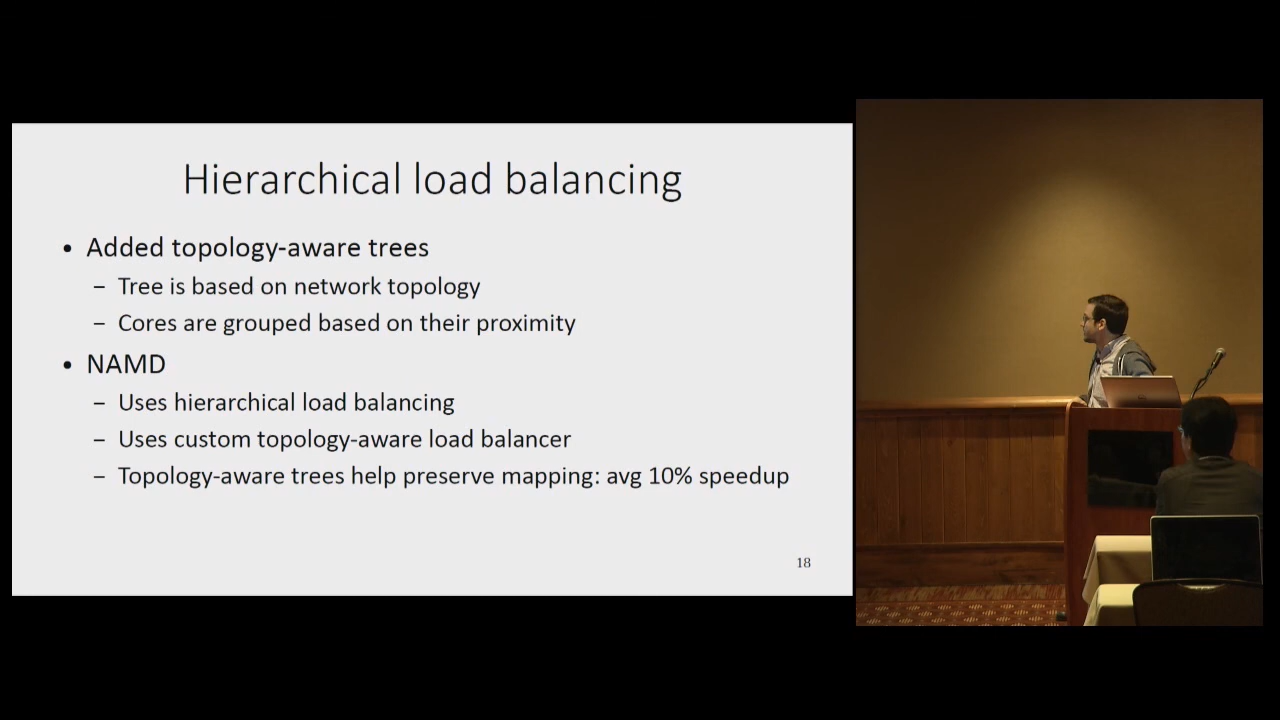 Hierarchical load balancing
• Added topology-aware trees
– Tree is based on network topology
– Cores are grouped based on their proximity
• NAMD
– Uses hierarchical load balancing
– Uses custom topology-aware load balancer
– Topology-aware trees help preserve mapping: avg 10% speedup
18